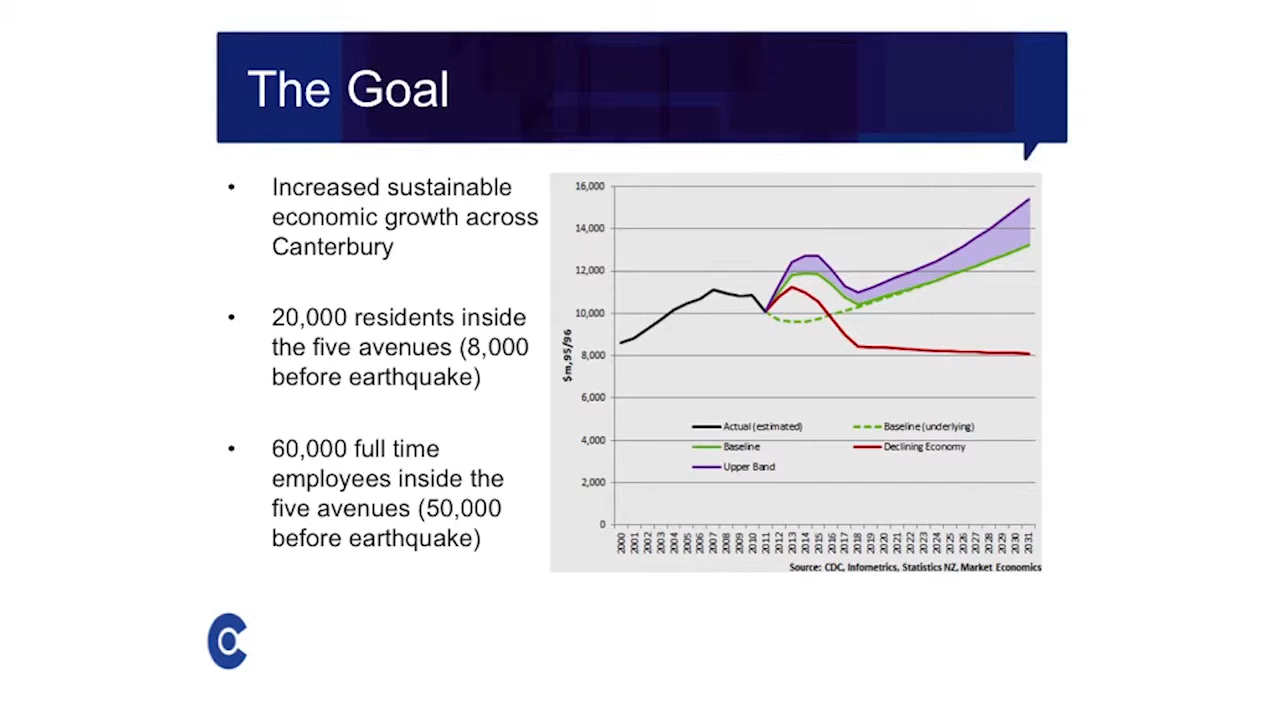 The Goal
• Increased sustainable
economic growth across
Canterbury
• 20,000 residents inside
the five avenues (8,000
before earthquake)
• 60,000 full time
employees inside the
five avenues (50,000
before earthquake)
16,000
14,000
12,000
10,000
8,000
6,000
4,000
2,000
0
$m,95/96
Actual (estimated)
Baseline (underlying)
Baseline
Declining Economy
Upper Band
2000 2001 2002 2003 2004 2005 2006 2007 2008 2009 2010 2011 2012 2013 2014 2015 2016 2017 2018 2019 2020 2021 2022 2023 2024 2025 2026 2027 2028 2029 2030 2031
Source: CDC, Infometrics, Statistics NZ, Market Economics